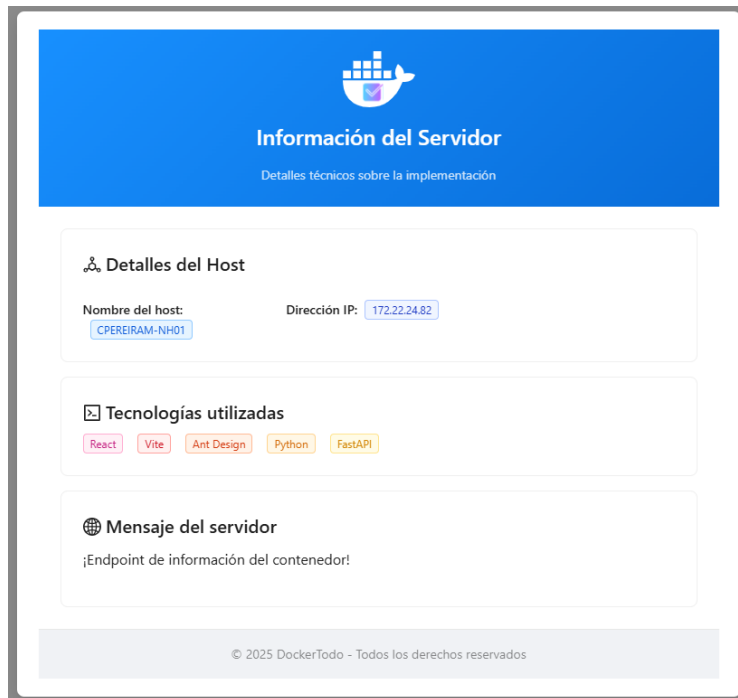 Información del Servidor
Detalles técnicos sobre la implementación
Detalles del Host
Nombre del host: Dirección IP: 172.22.24.82
CPEREIRAM-NH01
Tecnologías utilizadas
React Vite Ant Design Python FastAPI
Mensaje del servidor
¡Endpoint de información del contenedor!
© 2025 DockerTodo - Todos los derechos reservados